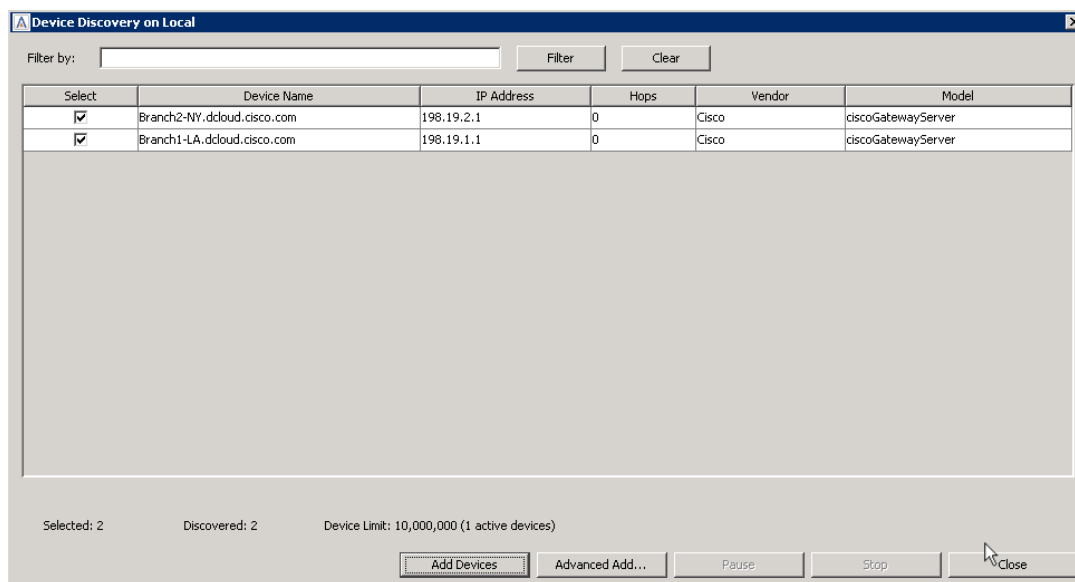 Device Discovery on Local
Filter by: Filter Clear
Select Device Name IP Address Hops Vendor Model
Branch2-NY.dcloud.cisco.com 198.19.2.1 0 Cisco ciscoGatewayServer
Branch1-LA.dcloud.cisco.com 198.19.1.1 0 Cisco ciscoGatewayServer
Selected: 2 Discovered: 2 Device Limit: 10,000,000 (1 active devices)
Add Devices Advanced Add... Pause Stop Close